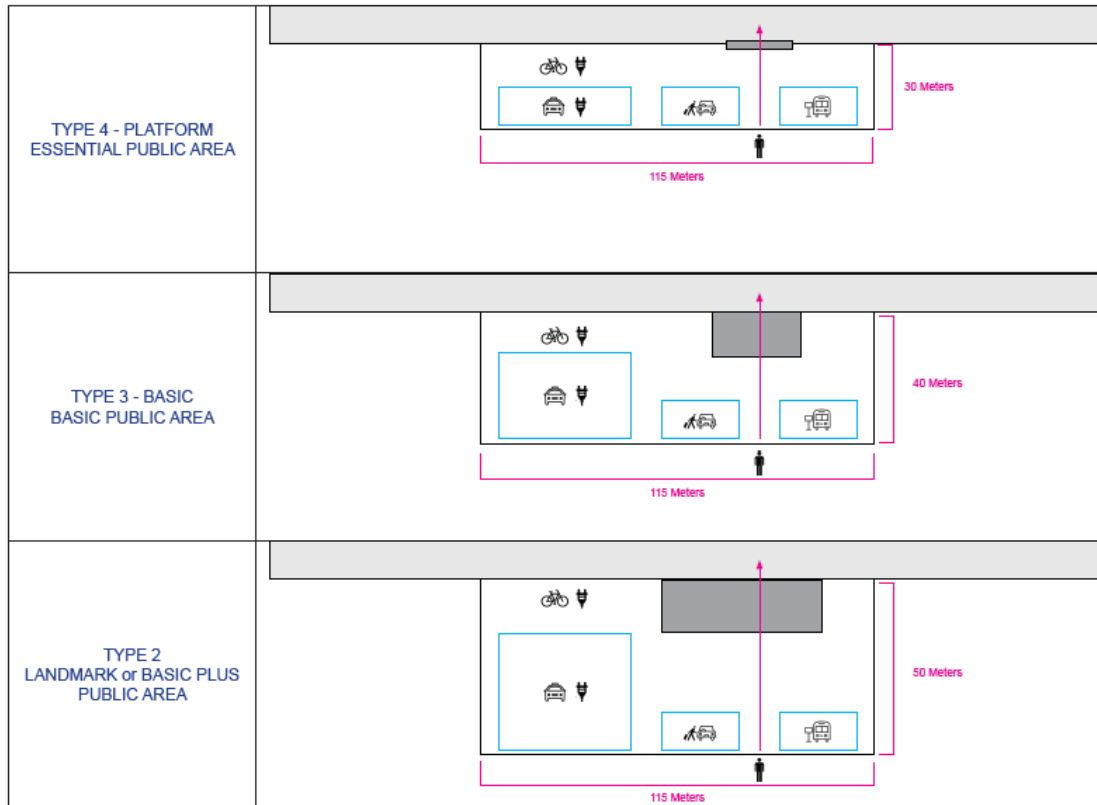 TYPE 4 - PLATFORM
ESSENTIAL PUBLIC AREA
30 Meters
115 Meters
TYPE 3 - BASIC
BASIC PUBLIC AREA
40 Meters
115 Meters
TYPE 2
LANDMARK or BASIC PLUS
PUBLIC AREA
50 Meters
115 Meters